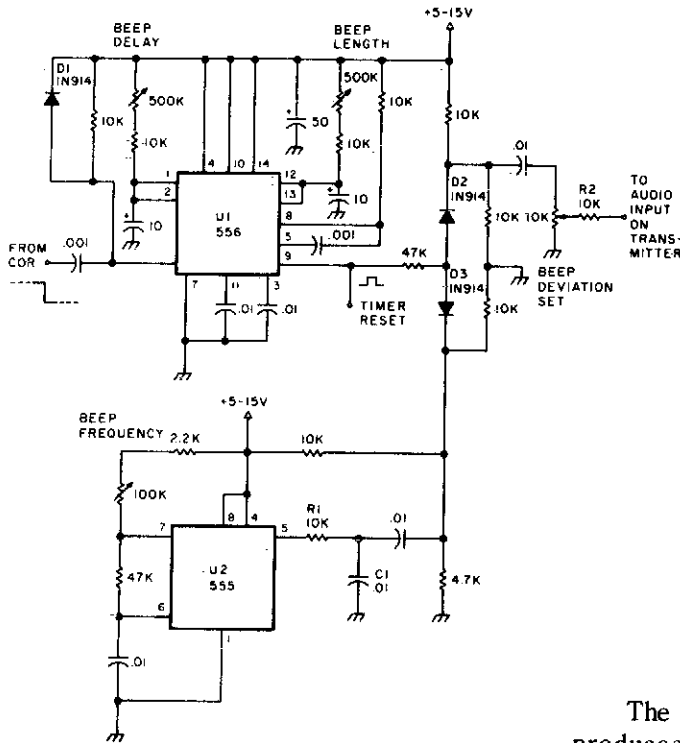 +5-15V
BEEP
DELAY
BEEP
LENGTH
D1
IN914
500K
10K
10K
50
500K
10K
10K
10K
.01
4
10
14
1
2
12
13
8
5
9
10
10
.001
U1
556
D2
IN914
10K
10K
R2
10K
TO
AUDIO
INPUT
ON
TRANS-
MITTER
FROM
COR
.001
47K
D3
IN914
BEEP
DEVIATION
SET
10K
7
11
3
.01
.01
TIMER
RESET
+5-15V
BEEP
FREQUENCY
2.2K
10K
100K
8
4
7
5
R1
10K
.01
47K
U2
555
C1
.01
4.7K
6
1
.01
The